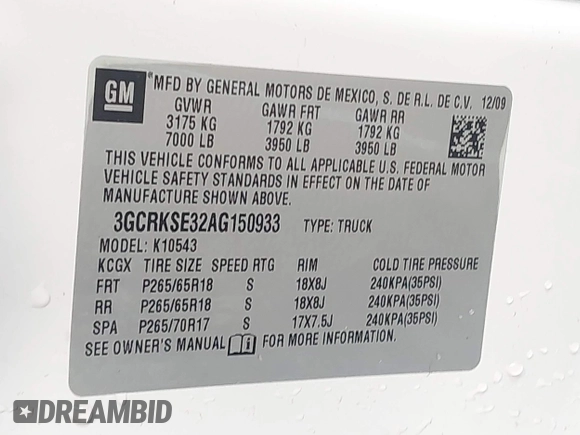 GM
*MFD BY GENERAL MOTORS DE MEXICO, S. DE R.L. DE C.V. 12/09
GVWR GAWR FRT GAWR RR
3175 KG 1792 KG 1792 KG
7000 LB 3950 LB 3950 LB
THIS VEHICLE CONFORMS TO ALL APPLICABLE U.S. FEDERAL MOTOR
VEHICLE SAFETY STANDARDS IN EFFECT ON THE DATE OF
MANUFACTURE SHOWN ABOVE.
3GCRKSE32AG150933 TYPE: TRUCK
MODEL: K10543
KCGX TIRE SIZE SPEED RTG RIM COLD TIRE PRESSURE
FRT P265/65R18 S 18X8J 240KPA(35PSI)
RR P265/65R18 S 18X8J 240KPA(35PSI)
SPA P265/70R17 S 17X7.5J 240KPA(35PSI)
SEE OWNER'S MANUAL FOR MORE INFORMATION.
DREAMBID